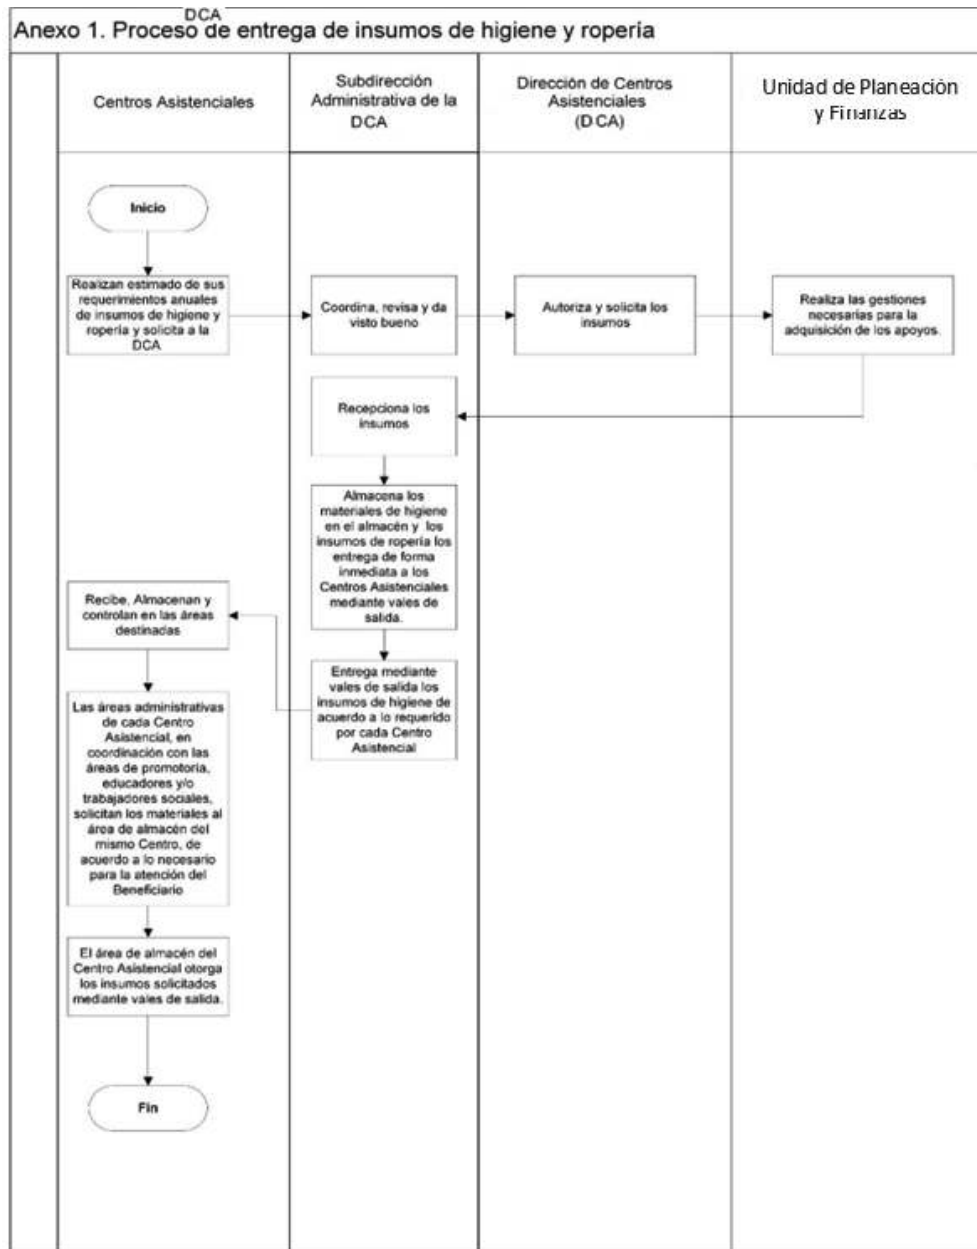 DCA
Anexo 1. Proceso de entrega de insumos de higiene y ropería
Centros Asistenciales
Subdirección
Administrativa de la
DCA
Dirección de Centros
Asistenciales
(DCA)
Unidad de Planeación
y Finanzas
Inicio
Realizan estimado de sus
requerimientos anuales
de insumos de higiene y
ropería y solicita a la
DCA
Coordina, revisa y da
visto bueno
Autoriza y solicita los
insumos
Realiza las gestiones
necesarias para la
adquisición de los apoyos.
Recepciona los
insumos
Almacena los
materiales de higiene
en el almacén y los
insumos de ropería los
entrega de forma
inmediata a los
Centros Asistenciales
mediante vales de
salida.
Recibe, Almacenan y
controlan en las áreas
destinadas
Entrega mediante
vales de salida los
insumos de higiene de
acuerdo a lo requerido
por cada Centro
Asistencial
Las áreas administrativas
de cada Centro
Asistencial, en
coordinación con las
áreas de promotoría,
educadores y/o
trabajadores sociales,
solicitan los materiales al
área de almacén del
mismo Centro, de
acuerdo a lo necesario
para la atención del
Beneficiario
El área de almacén del
Centro Asistencial otorga
los insumos solicitados
mediante vales de salida.
Fin